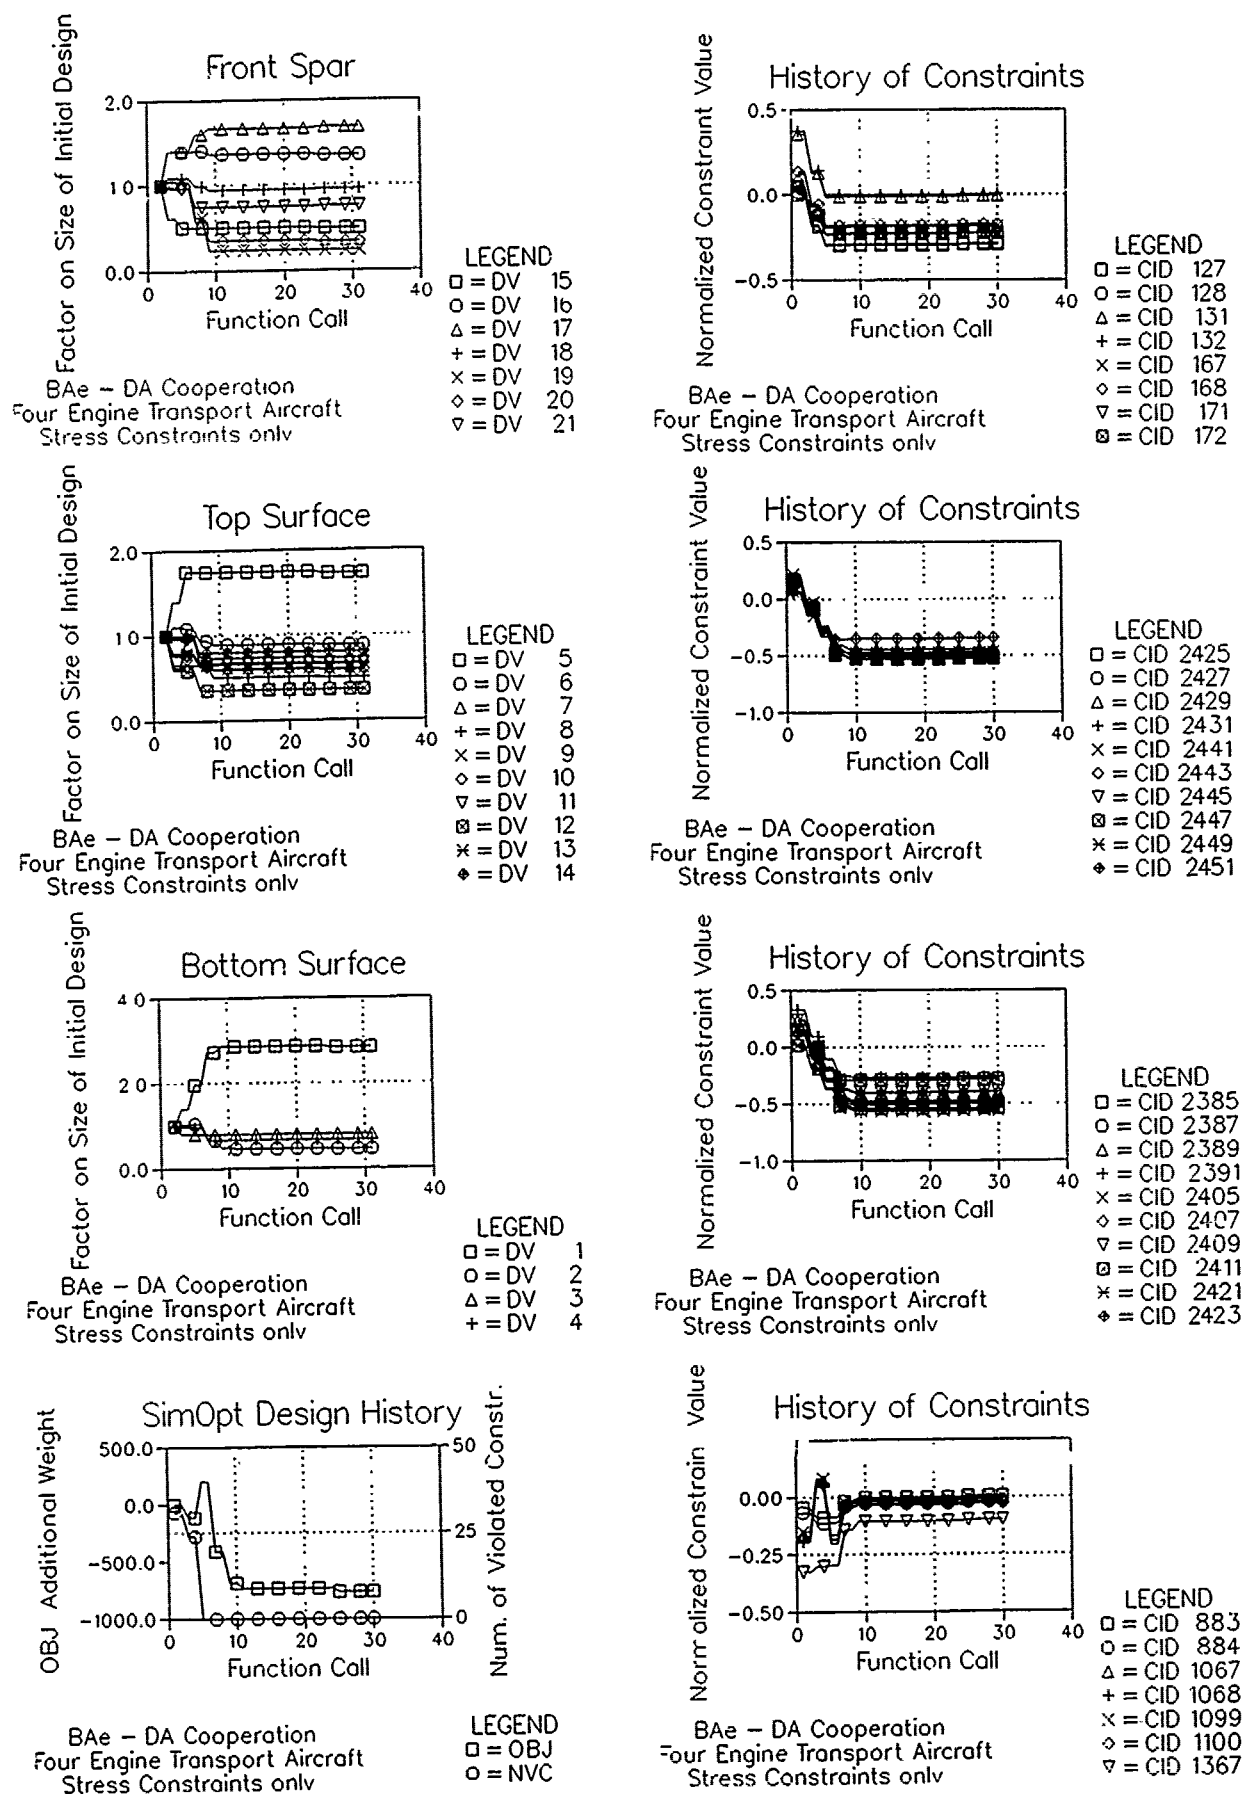 Front Spar
Factor on Size of Initial Design
2.0
1.0
0.0
0 10 20 30 40
Function Call
LEGEND
= DV 15
= DV 16
= DV 17
= DV 18
= DV 19
= DV 20
= DV 21
BAe – DA Cooperation
Four Engine Transport Aircraft
Stress Constraints only
History of Constraints
Normalized Constraint Value
0.5
0.0
−0.5
0 10 20 30 40
Function Call
LEGEND
= CID 127
= CID 128
= CID 131
= CID 132
= CID 167
= CID 168
= CID 171
= CID 172
BAe – DA Cooperation
Four Engine Transport Aircraft
Stress Constraints only
Top Surface
Factor on Size of Initial Design
2.0
1.0
0.0
0 10 20 30 40
Function Call
LEGEND
= DV 5
= DV 6
= DV 7
= DV 8
= DV 9
= DV 10
= DV 11
= DV 12
= DV 13
= DV 14
BAe – DA Cooperation
Four Engine Transport Aircraft
Stress Constraints only
History of Constraints
Normalized Constraint Value
0.5
0.0
−0.5
−1.0
0 10 20 30 40
Function Call
LEGEND
= CID 2425
= CID 2427
= CID 2429
= CID 2431
= CID 2441
= CID 2443
= CID 2445
= CID 2447
= CID 2449
= CID 2451
BAe – DA Cooperation
Four Engine Transport Aircraft
Stress Constraints only
Bottom Surface
Factor on Size of Initial Design
4 0
2 0
0.0
0 10 20 30 40
Function Call
LEGEND
= DV 1
= DV 2
= DV 3
= DV 4
BAe – DA Cooperation
Four Engine Transport Aircraft
Stress Constraints only
History of Constraints
Normalized Constraint Value
0.5
0.0
−0.5
−1.0
0 10 20 30 40
Function Call
LEGEND
= CID 2385
= CID 2387
= CID 2389
= CID 2391
= CID 2405
= CID 2407
= CID 2409
= CID 2411
= CID 2421
= CID 2423
BAe – DA Cooperation
Four Engine Transport Aircraft
Stress Constraints only
SimOpt Design History
OBJ Additional Weight
500.0
0.0
−500.0
−1000.0
Num. of Violated Constr.
50
25
0
0 10 20 30 40
Function Call
LEGEND
= OBJ
= NVC
BAe – DA Cooperation
Four Engine Transport Aircraft
Stress Constraints only
History of Constraints
Normalized Constrain Value
0.00
−0.25
−0.50
0 10 20 30 40
Function Call
LEGEND
= CID 883
= CID 884
= CID 1067
= CID 1068
= CID 1099
= CID 1100
= CID 1367
BAe – DA Cooperation
Four Engine Transport Aircraft
Stress Constraints only